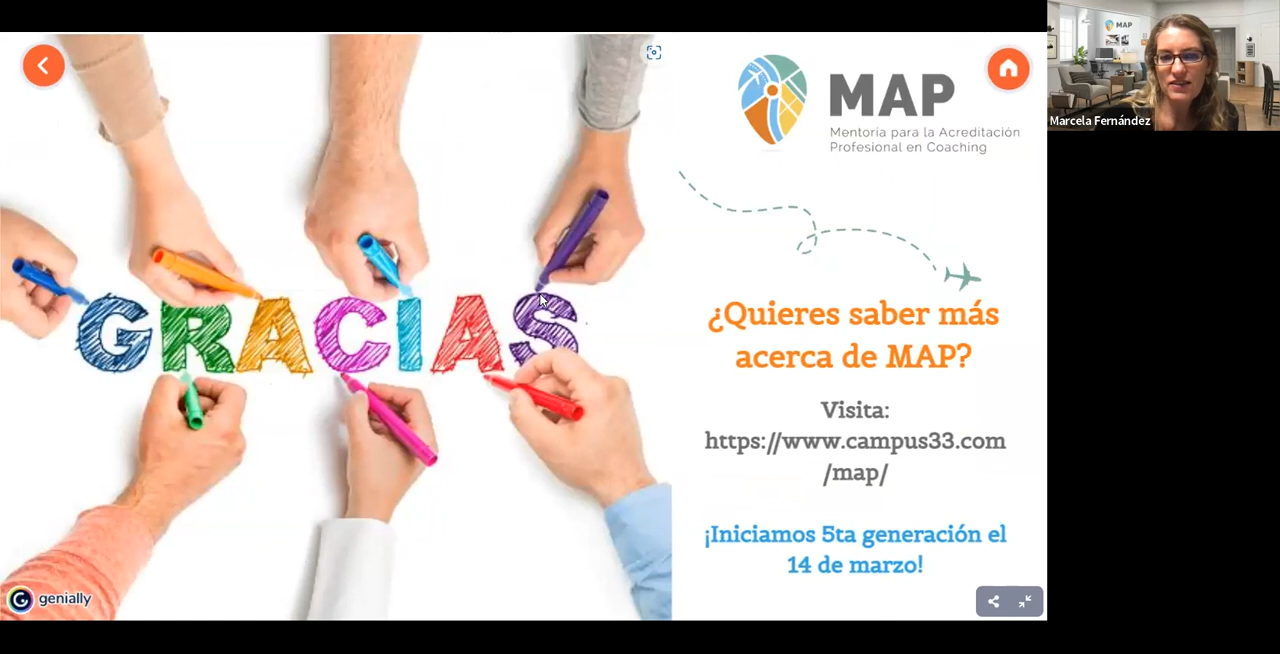 GRACIAS
genially
MAP
Mentoria para la Acreditación
Profesional en Coaching
¿Quieres saber más
acerca de MAP?
Visita:
https://www.campus33.com
/map/
¡Iniciamos 5ta generación el
14 de marzo!
MAP
Marcela Fernández